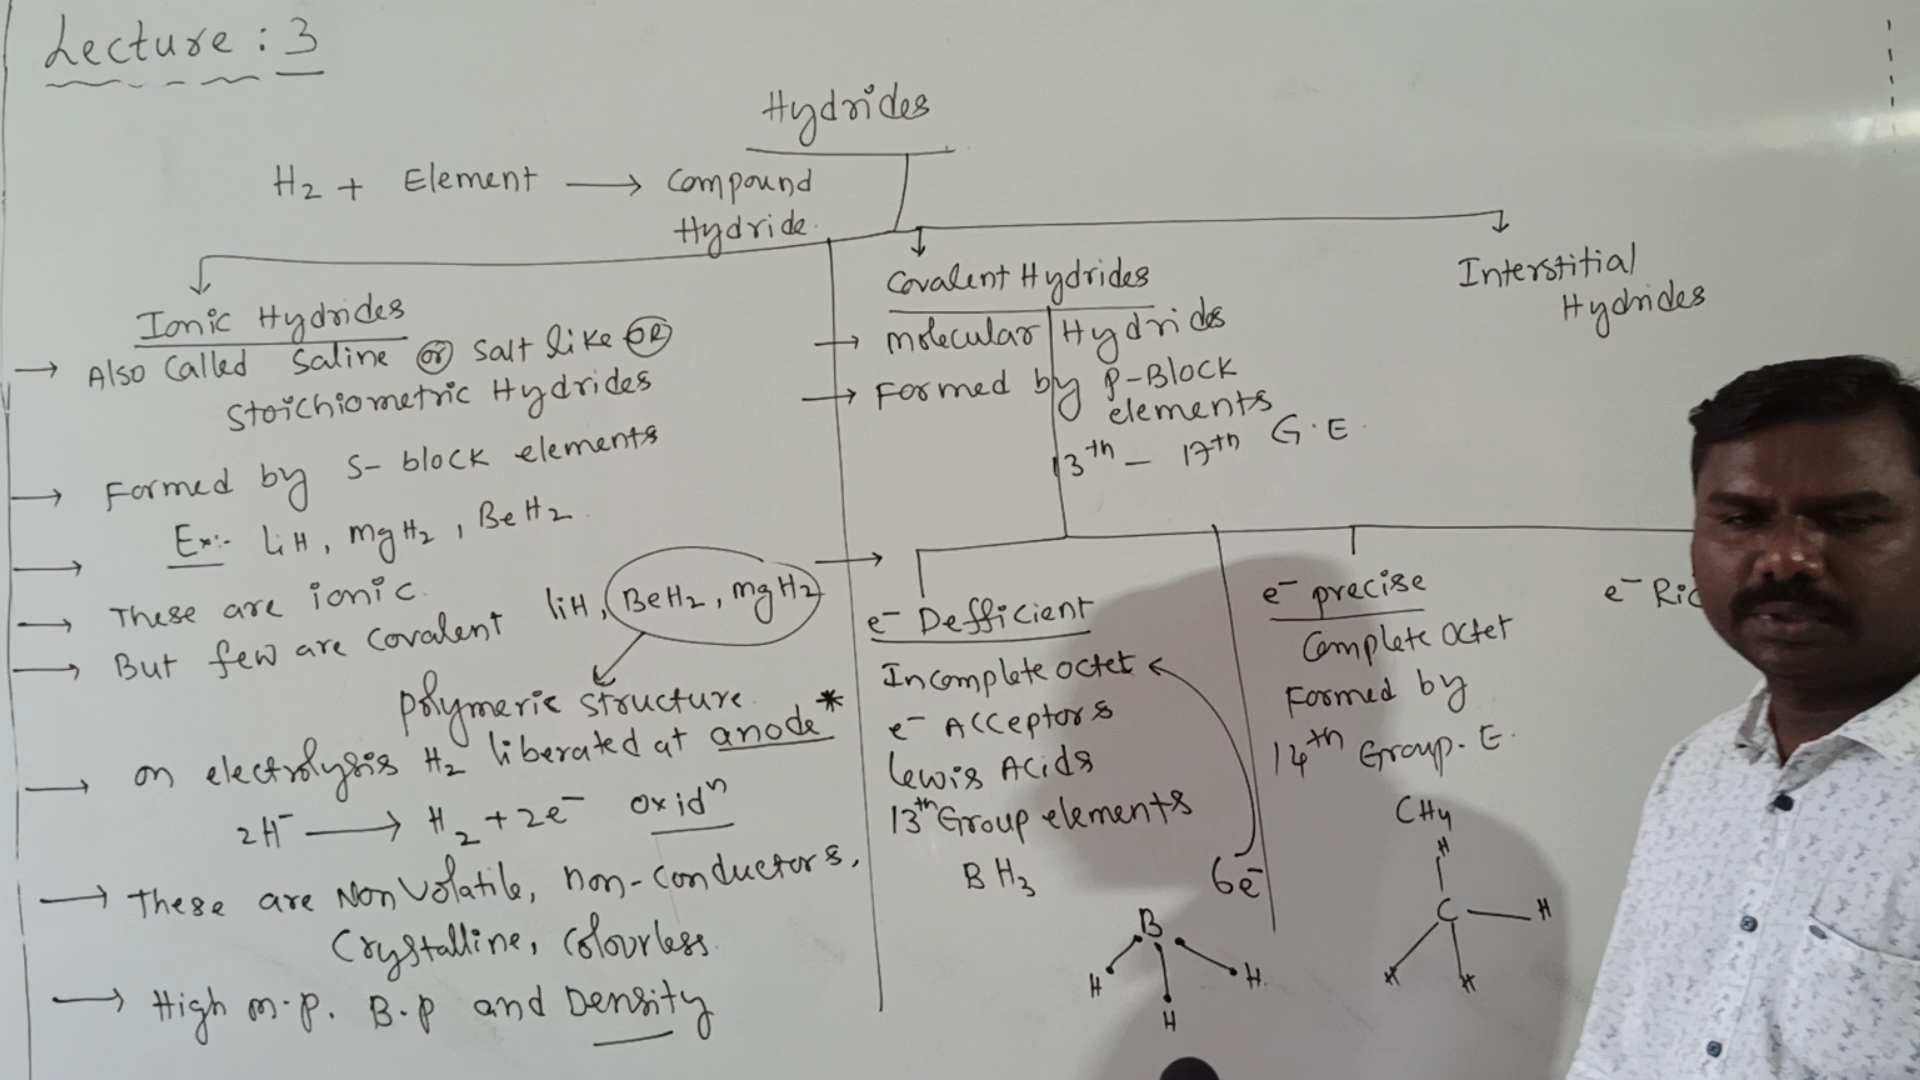 Lecture : 3
Hydrides
H2 + Element → Compound
Hydride.
Ionic Hydrides
→ Also Called Saline (or) Salt like (or)
Stoichiometric Hydrides
→ Formed by S- block elements
→ Ex:- LiH, MgH2, BeH2.
→ These are ionic.
→ But few are covalent LiH, BeH2, MgH2
Polymeric structure.
→ on electrolysis H2 liberated at anode*
2H⁻ → H2 + 2e⁻ oxidⁿ
→ These are Non Volatile, non-conductors,
Crystalline, Colourless.
→ High m.p. B.p and Density
Covalent Hydrides
→ molecular Hydrides
→ Formed by P-Block
elements
13th – 17th G.E.
→
e⁻ Defficient
Incomplete octet
e⁻ Acceptors
Lewis Acids
13th Group elements
BH3
6e⁻
B
H H
H
e⁻ precise
Complete Octet
Formed by
14th Group. E.
CH4
H
C H
H H
e⁻ Ric
Interstitial
Hydrides